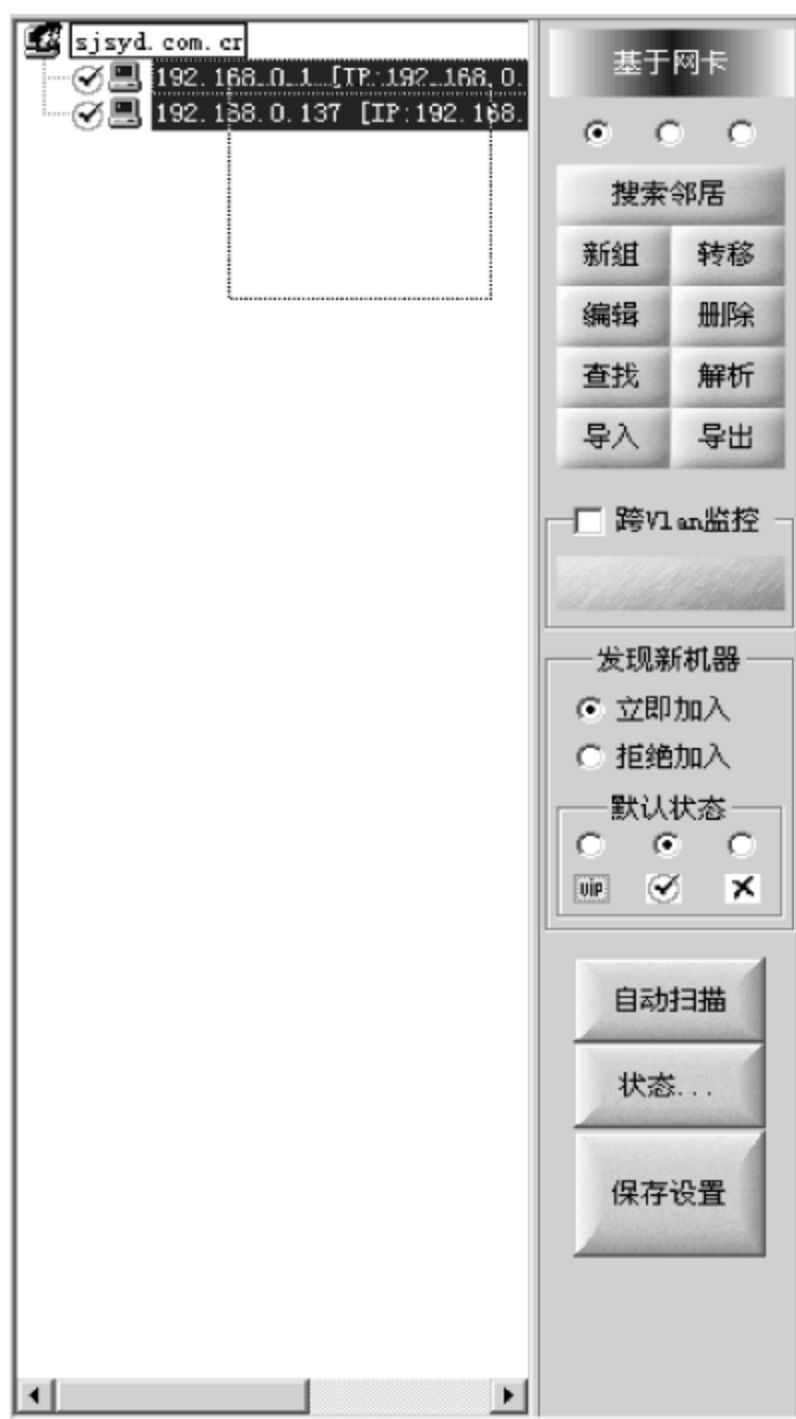 sjsyd.com.cr
192.168.0.1 [IP:192.168.0.
192.168.0.137 [IP:192.168.
基于网卡
搜索邻居
新组 转移
编辑 删除
查找 解析
导入 导出
跨Vlan监控
发现新机器
立即加入
拒绝加入
默认状态
vip
自动扫描
状态...
保存设置